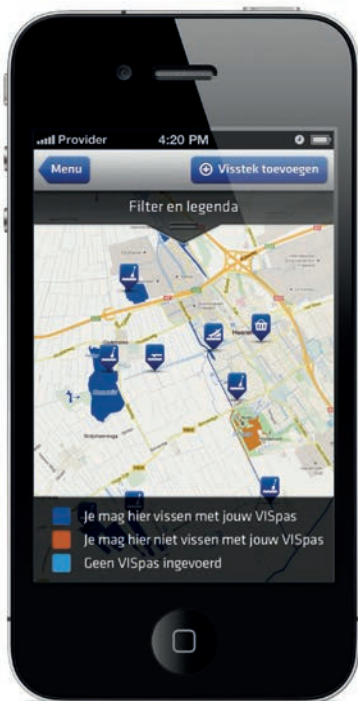 Provider
4:20 PM
Menu
Visstek toevoegen
Filter en legenda
Je mag hier vissen met jouw VISpas
Je mag hier niet vissen met jouw VISpas
Geen VISpas ingevoerd